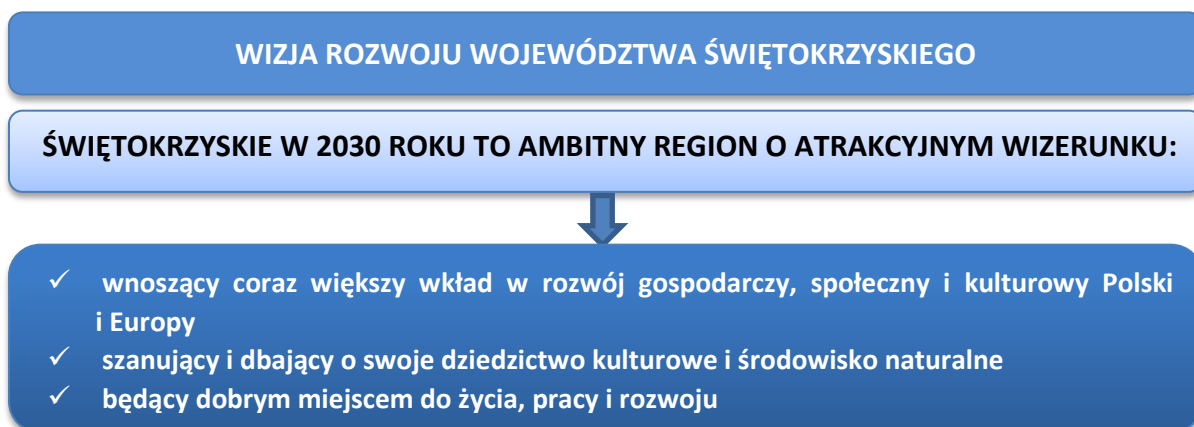 WIZJA ROZWOJU WOJEWÓDZTWA ŚWIĘTOKRZYSKIEGO
ŚWIĘTOKRZYSKIE W 2030 ROKU TO AMBITNY REGION O ATRAKCYJNYM WIZERUNKU:
✓ wnoszący coraz większy wkład w rozwój gospodarczy, społeczny i kulturowy Polski
i Europy
✓ szanujący i dbający o swoje dziedzictwo kulturowe i środowisko naturalne
✓ będący dobrym miejscem do życia, pracy i rozwoju